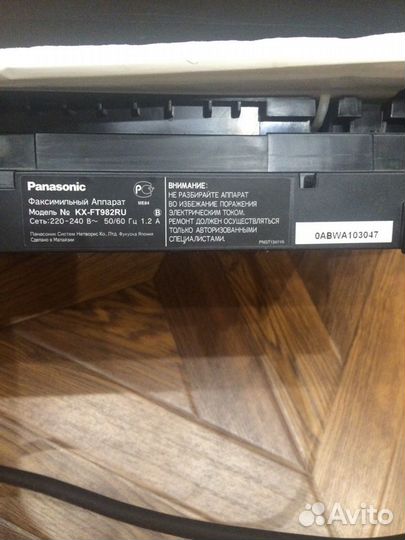 Panasonic
Факсимильный Аппарат
Модель № KX-FT982RU B
Сеть:220-240 В~ 50/60 Гц 1.2 А
Панасоник Систем Нетворкс Ко., Лтд. Фукуока Япония
Сделано в Малайзии
ME64
ВНИМАНИЕ:
НЕ РАЗБИРАЙТЕ АППАРАТ
ВО ИЗБЕЖАНИЕ ПОРАЖЕНИЯ
ЭЛЕКТРИЧЕСКИМ ТОКОМ.
РЕМОНТ ДОЛЖЕН ОСУЩЕСТВЛЯТЬСЯ
ТОЛЬКО АВТОРИЗОВАННЫМИ
СПЕЦИАЛИСТАМИ.
0ABWA103047
Avito